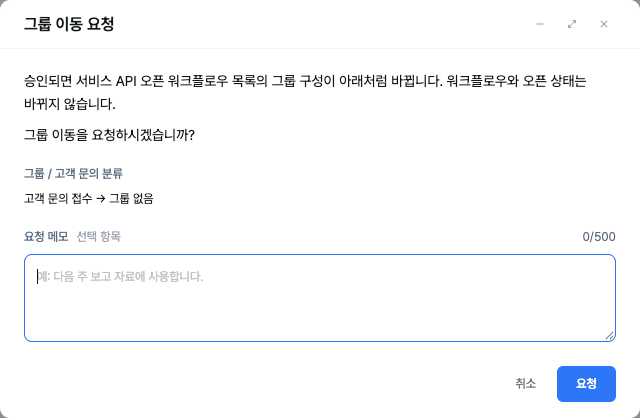 그룹 이동 요청
승인되면 서비스 API 오픈 워크플로우 목록의 그룹 구성이 아래처럼 바뀝니다. 워크플로우와 오픈 상태는
바뀌지 않습니다.
그룹 이동을 요청하시겠습니까?
그룹 / 고객 문의 분류
고객 문의 접수 → 그룹 없음
요청 메모 선택 항목 0/500
예: 다음 주 보고 자료에 사용합니다.
취소 요청